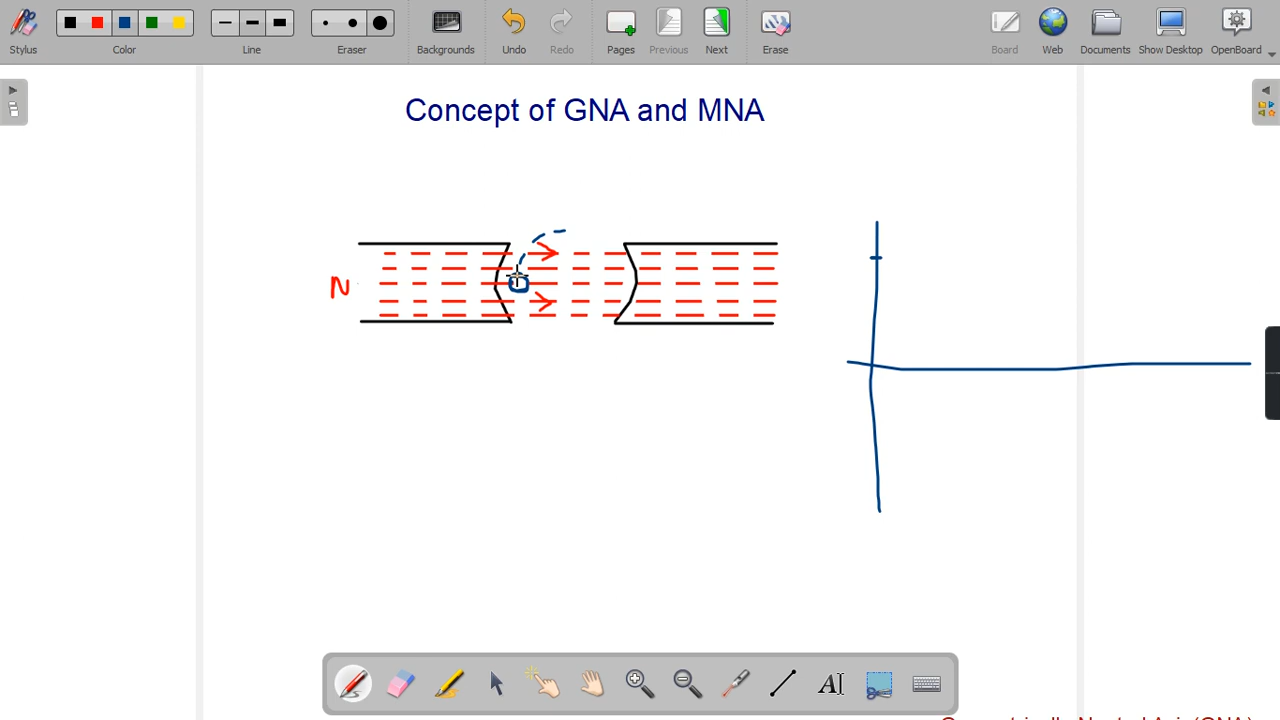 Stylus
Color
Line
Eraser
Backgrounds
Undo
Redo
Pages
Previous
Next
Erase
Board
Web
Documents
Show Desktop
OpenBoard
Concept of GNA and MNA
N
AI